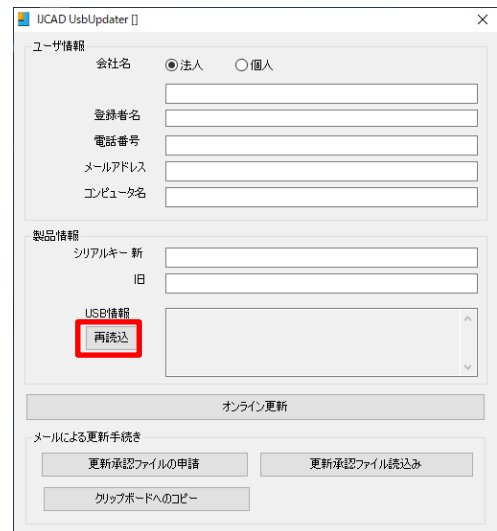 IJCAD UsbUpdater []
ユーザ情報
会社名 法人 個人
登録者名
電話番号
メールアドレス
コンピュータ名
製品情報
シリアルキー 新
旧
USB情報
再読込
オンライン更新
メールによる更新手続き
更新承認ファイルの申請 更新承認ファイル読込み
クリップボードへのコピー